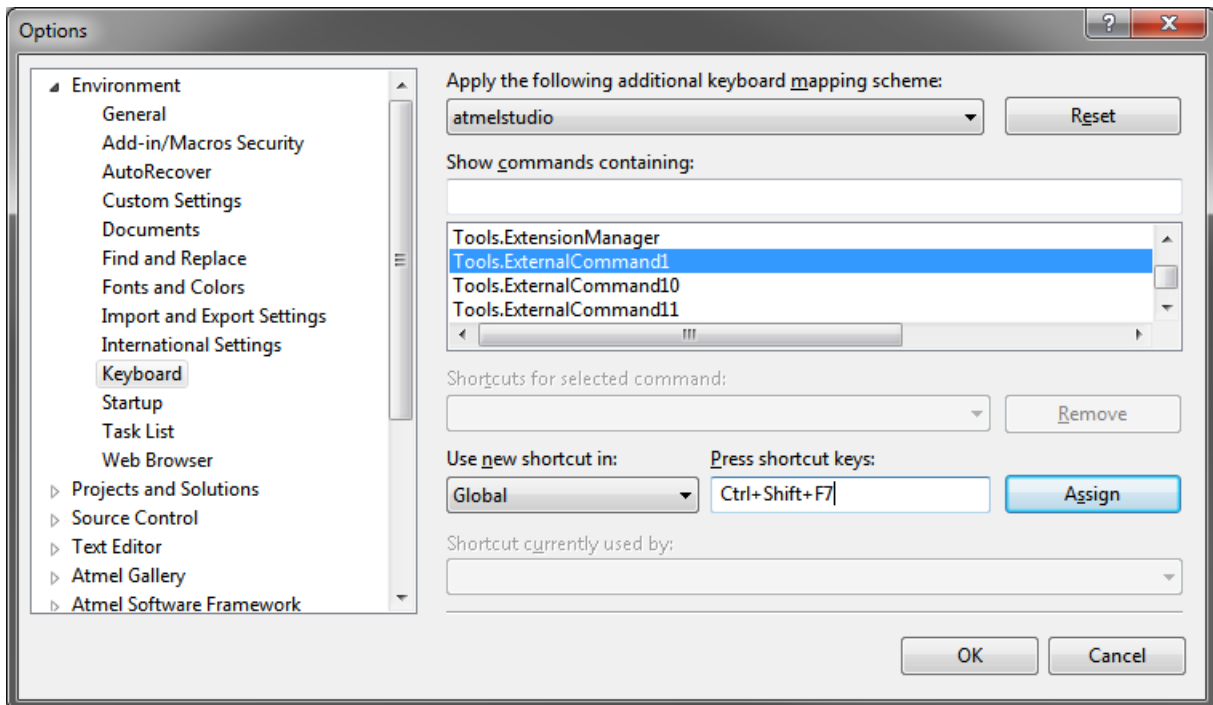 Options
Environment
General
Add-in/Macros Security
AutoRecover
Custom Settings
Documents
Find and Replace
Fonts and Colors
Import and Export Settings
International Settings
Keyboard
Startup
Task List
Web Browser
Projects and Solutions
Source Control
Text Editor
Atmel Gallery
Atmel Software Framework
Apply the following additional keyboard mapping scheme:
atmelstudio
Reset
Show commands containing:
Tools.ExtensionManager
Tools.ExternalCommand1
Tools.ExternalCommand10
Tools.ExternalCommand11
Shortcuts for selected command:
Remove
Use new shortcut in:
Press shortcut keys:
Global
Ctrl+Shift+F7
Assign
Shortcut currently used by:
OK
Cancel